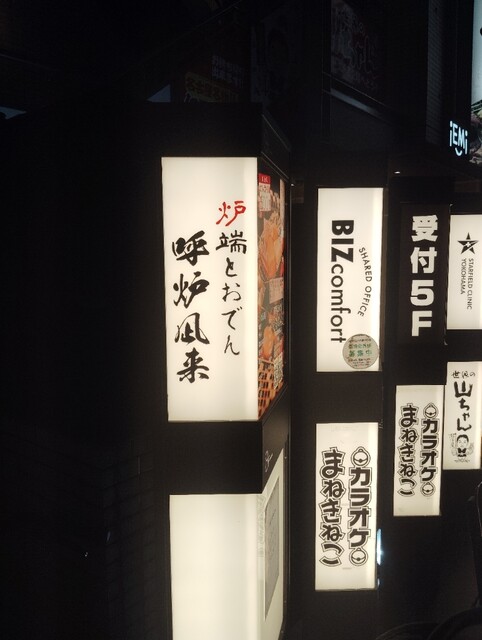 炉端とおでん
呼炉凪来
SHARED OFFICE
BIZcomfort
カラオケ
まねきねこ
受付5F
カラオケ
まねきねこ
STARFIELD CLINIC
YOKOHAMA
世界の
山ちゃん
iEMi